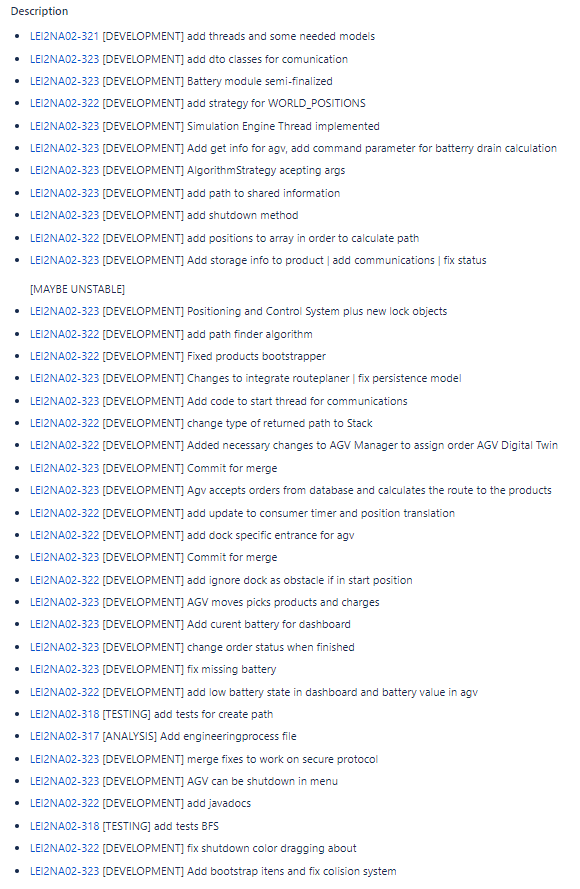 Description
LEI2NA02-321 [DEVELOPMENT] add threads and some needed models
LEI2NA02-323 [DEVELOPMENT] add dto classes for comunication
LEI2NA02-323 [DEVELOPMENT] Battery module semi-finalized
LEI2NA02-322 [DEVELOPMENT] add strategy for WORLD_POSITIONS
LEI2NA02-323 [DEVELOPMENT] Simulation Engine Thread implemented
LEI2NA02-323 [DEVELOPMENT] Add get info for agv, add command parameter for batterry drain calculation
LEI2NA02-323 [DEVELOPMENT] AlgorithmStrategy acepting args
LEI2NA02-323 [DEVELOPMENT] add path to shared information
LEI2NA02-323 [DEVELOPMENT] add shutdown method
LEI2NA02-322 [DEVELOPMENT] add positions to array in order to calculate path
LEI2NA02-323 [DEVELOPMENT] Add storage info to product | add communications | fix status
[MAYBE UNSTABLE]
LEI2NA02-323 [DEVELOPMENT] Positioning and Control System plus new lock objects
LEI2NA02-322 [DEVELOPMENT] add path finder algorithm
LEI2NA02-322 [DEVELOPMENT] Fixed products bootstrapper
LEI2NA02-323 [DEVELOPMENT] Changes to integrate routeplaner | fix persistence model
LEI2NA02-323 [DEVELOPMENT] Add code to start thread for communications
LEI2NA02-322 [DEVELOPMENT] change type of returned path to Stack
LEI2NA02-322 [DEVELOPMENT] Added necessary changes to AGV Manager to assign order AGV Digital Twin
LEI2NA02-323 [DEVELOPMENT] Commit for merge
LEI2NA02-323 [DEVELOPMENT] Agv accepts orders from database and calculates the route to the products
LEI2NA02-322 [DEVELOPMENT] add update to consumer timer and position translation
LEI2NA02-322 [DEVELOPMENT] add dock specific entrance for agv
LEI2NA02-323 [DEVELOPMENT] Commit for merge
LEI2NA02-322 [DEVELOPMENT] add ignore dock as obstacle if in start position
LEI2NA02-323 [DEVELOPMENT] AGV moves picks products and charges
LEI2NA02-323 [DEVELOPMENT] Add curent battery for dashboard
LEI2NA02-323 [DEVELOPMENT] change order status when finished
LEI2NA02-323 [DEVELOPMENT] fix missing battery
LEI2NA02-322 [DEVELOPMENT] add low battery state in dashboard and battery value in agv
LEI2NA02-318 [TESTING] add tests for create path
LEI2NA02-317 [ANALYSIS] Add engineeringprocess file
LEI2NA02-323 [DEVELOPMENT] merge fixes to work on secure protocol
LEI2NA02-323 [DEVELOPMENT] AGV can be shutdown in menu
LEI2NA02-322 [DEVELOPMENT] add javadocs
LEI2NA02-318 [TESTING] add tests BFS
LEI2NA02-322 [DEVELOPMENT] fix shutdown color dragging about
LEI2NA02-323 [DEVELOPMENT] Add bootstrap itens and fix colision system